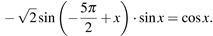 −√2 sin(−5π/2 + x) · sin x = cos x.